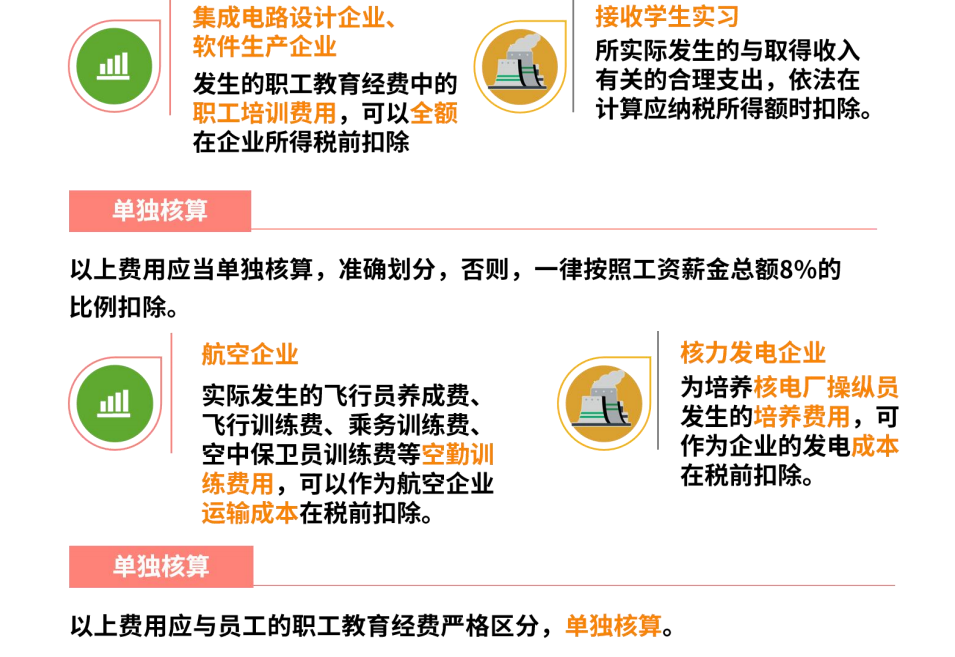 集成电路设计企业、
软件生产企业
发生的职工教育经费中的
职工培训费用，可以全额
在企业所得税前扣除
接收学生实习
所实际发生的与取得收入
有关的合理支出，依法在
计算应纳税所得额时扣除。
单独核算
以上费用应当单独核算，准确划分，否则，一律按照工资薪金总额8%的
比例扣除。
航空企业
实际发生的飞行员养成费、
飞行训练费、乘务训练费、
空中保卫员训练费等空勤训
练费用，可以作为航空企业
运输成本在税前扣除。
核力发电企业
为培养核电厂操纵员
发生的培养费用，可
作为企业的发电成本
在税前扣除。
单独核算
以上费用应与员工的职工教育经费严格区分，单独核算。